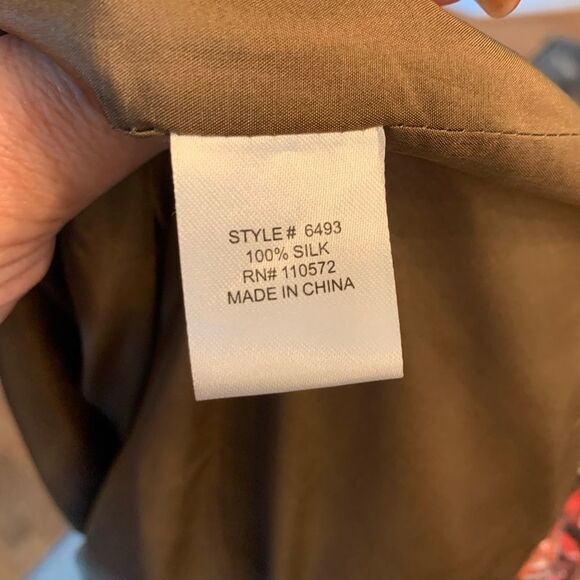 STYLE# 6493
100% SILK
RN# 110572
MADE IN CHINA